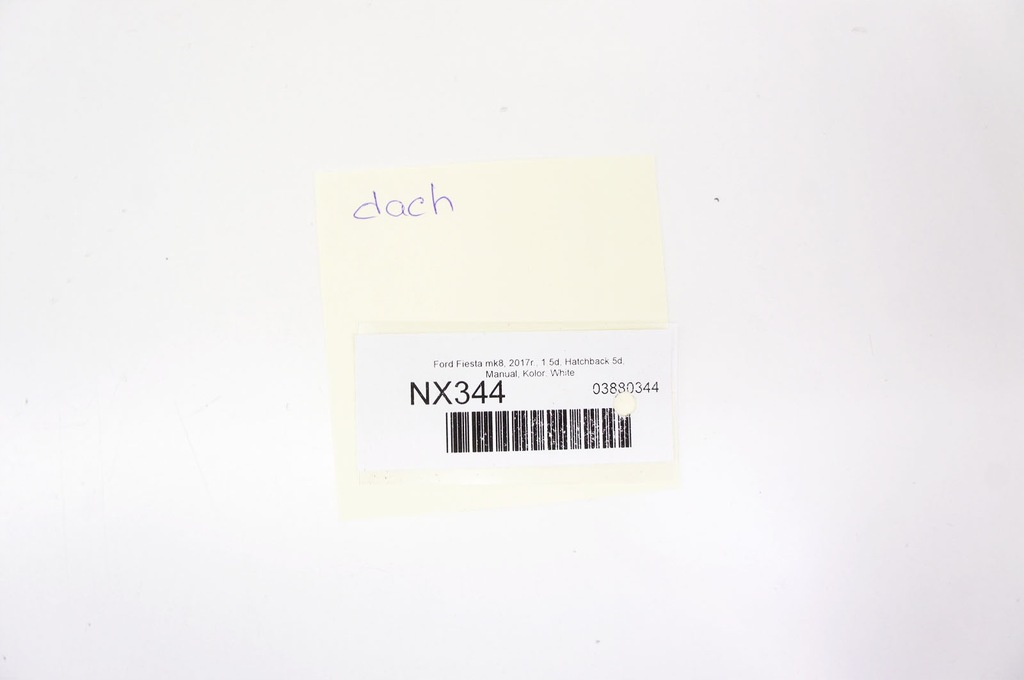 dach
Ford Fiesta mk8, 2017r., 1.5d, Hatchback 5d,
Manual, Kolor: White
NX344 03880344